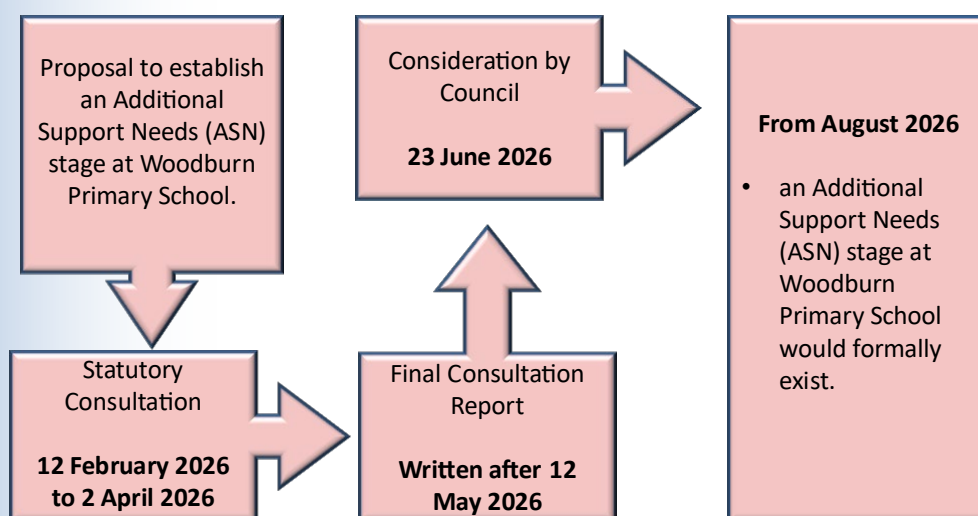 Proposal to establish
an Additional
Support Needs (ASN)
stage at Woodburn
Primary School.
Statutory
Consultation
12 February 2026
to 2 April 2026
Final Consultation
Report
Written after 12
May 2026
Consideration by
Council
23 June 2026
From August 2026
• an Additional
Support Needs
(ASN) stage at
Woodburn
Primary School
would formally
exist.